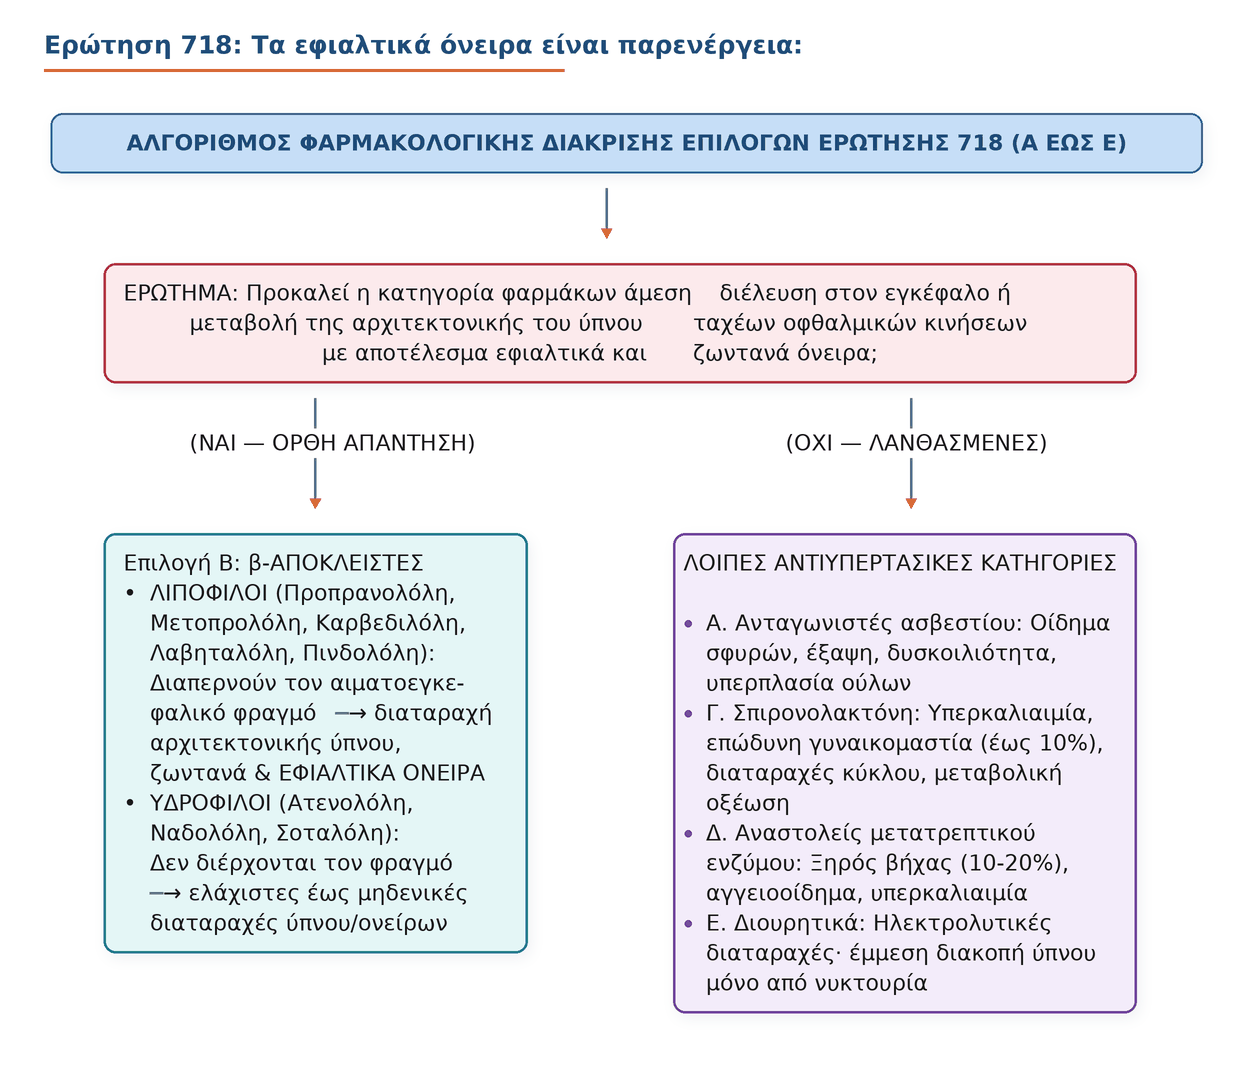 Ερώτηση 718: Τα εφιαλτικά όνειρα είναι παρενέργεια:
ΑΛΓΟΡΙΘΜΟΣ ΦΑΡΜΑΚΟΛΟΓΙΚΗΣ ΔΙΑΚΡΙΣΗΣ ΕΠΙΛΟΓΩΝ ΕΡΩΤΗΣΗΣ 718 (Α ΕΩΣ Ε)
ΕΡΩΤΗΜΑ: Προκαλεί η κατηγορία φαρμάκων άμεση διέλευση στον εγκέφαλο ή
μεταβολή της αρχιτεκτονικής του ύπνου ταχέων οφθαλμικών κινήσεων
με αποτέλεσμα εφιαλτικά και ζωντανά όνειρα;
(ΝΑΙ — ΟΡΘΗ ΑΠΑΝΤΗΣΗ)
(ΟΧΙ — ΛΑΝΘΑΣΜΕΝΕΣ)
Επιλογή Β: β-ΑΠΟΚΛΕΙΣΤΕΣ
• ΛΙΠΟΦΙΛΟΙ (Προπρανολόλη,
Μετοπρολόλη, Καρβεδιλόλη,
Λαβηταλόλη, Πινδολόλη):
Διαπερνούν τον αιματοεγκε-
φαλικό φραγμό —→ διαταραχή
αρχιτεκτονικής ύπνου,
ζωντανά & ΕΦΙΑΛΤΙΚΑ ΟΝΕΙΡΑ
• ΥΔΡΟΦΙΛΟΙ (Ατενολόλη,
Ναδολόλη, Σοταλόλη):
Δεν διέρχονται τον φραγμό
—→ ελάχιστες έως μηδενικές
διαταραχές ύπνου/ονείρων
ΛΟΙΠΕΣ ΑΝΤΙΥΠΕΡΤΑΣΙΚΕΣ ΚΑΤΗΓΟΡΙΕΣ
• Α. Ανταγωνιστές ασβεστίου: Οίδημα
σφυρών, έξαψη, δυσκοιλιότητα,
υπερπλασία ούλων
• Γ. Σπιρονολακτόνη: Υπερκαλιαιμία,
επώδυνη γυναικομαστία (έως 10%),
διαταραχές κύκλου, μεταβολική
οξέωση
• Δ. Αναστολείς μετατρεπτικού
ενζύμου: Ξηρός βήχας (10-20%),
αγγειοοίδημα, υπερκαλιαιμία
• Ε. Διουρητικά: Ηλεκτρολυτικές
διαταραχές· έμμεση διακοπή ύπνου
μόνο από νυκτουρία